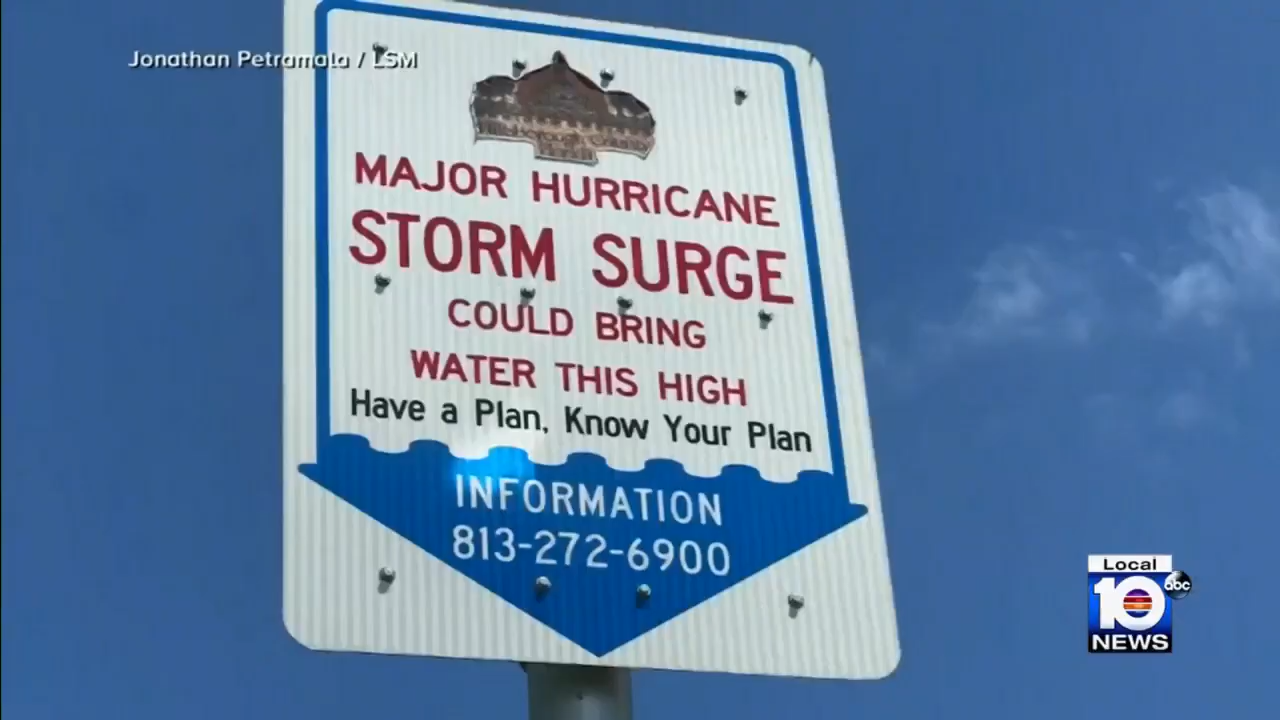 Jonathan Petramala / LSM
MAJOR HURRICANE
STORM SURGE
COULD BRING
WATER THIS HIGH
Have a Plan, Know Your Plan
INFORMATION
813-272-6900
Local
10
abc
NEWS